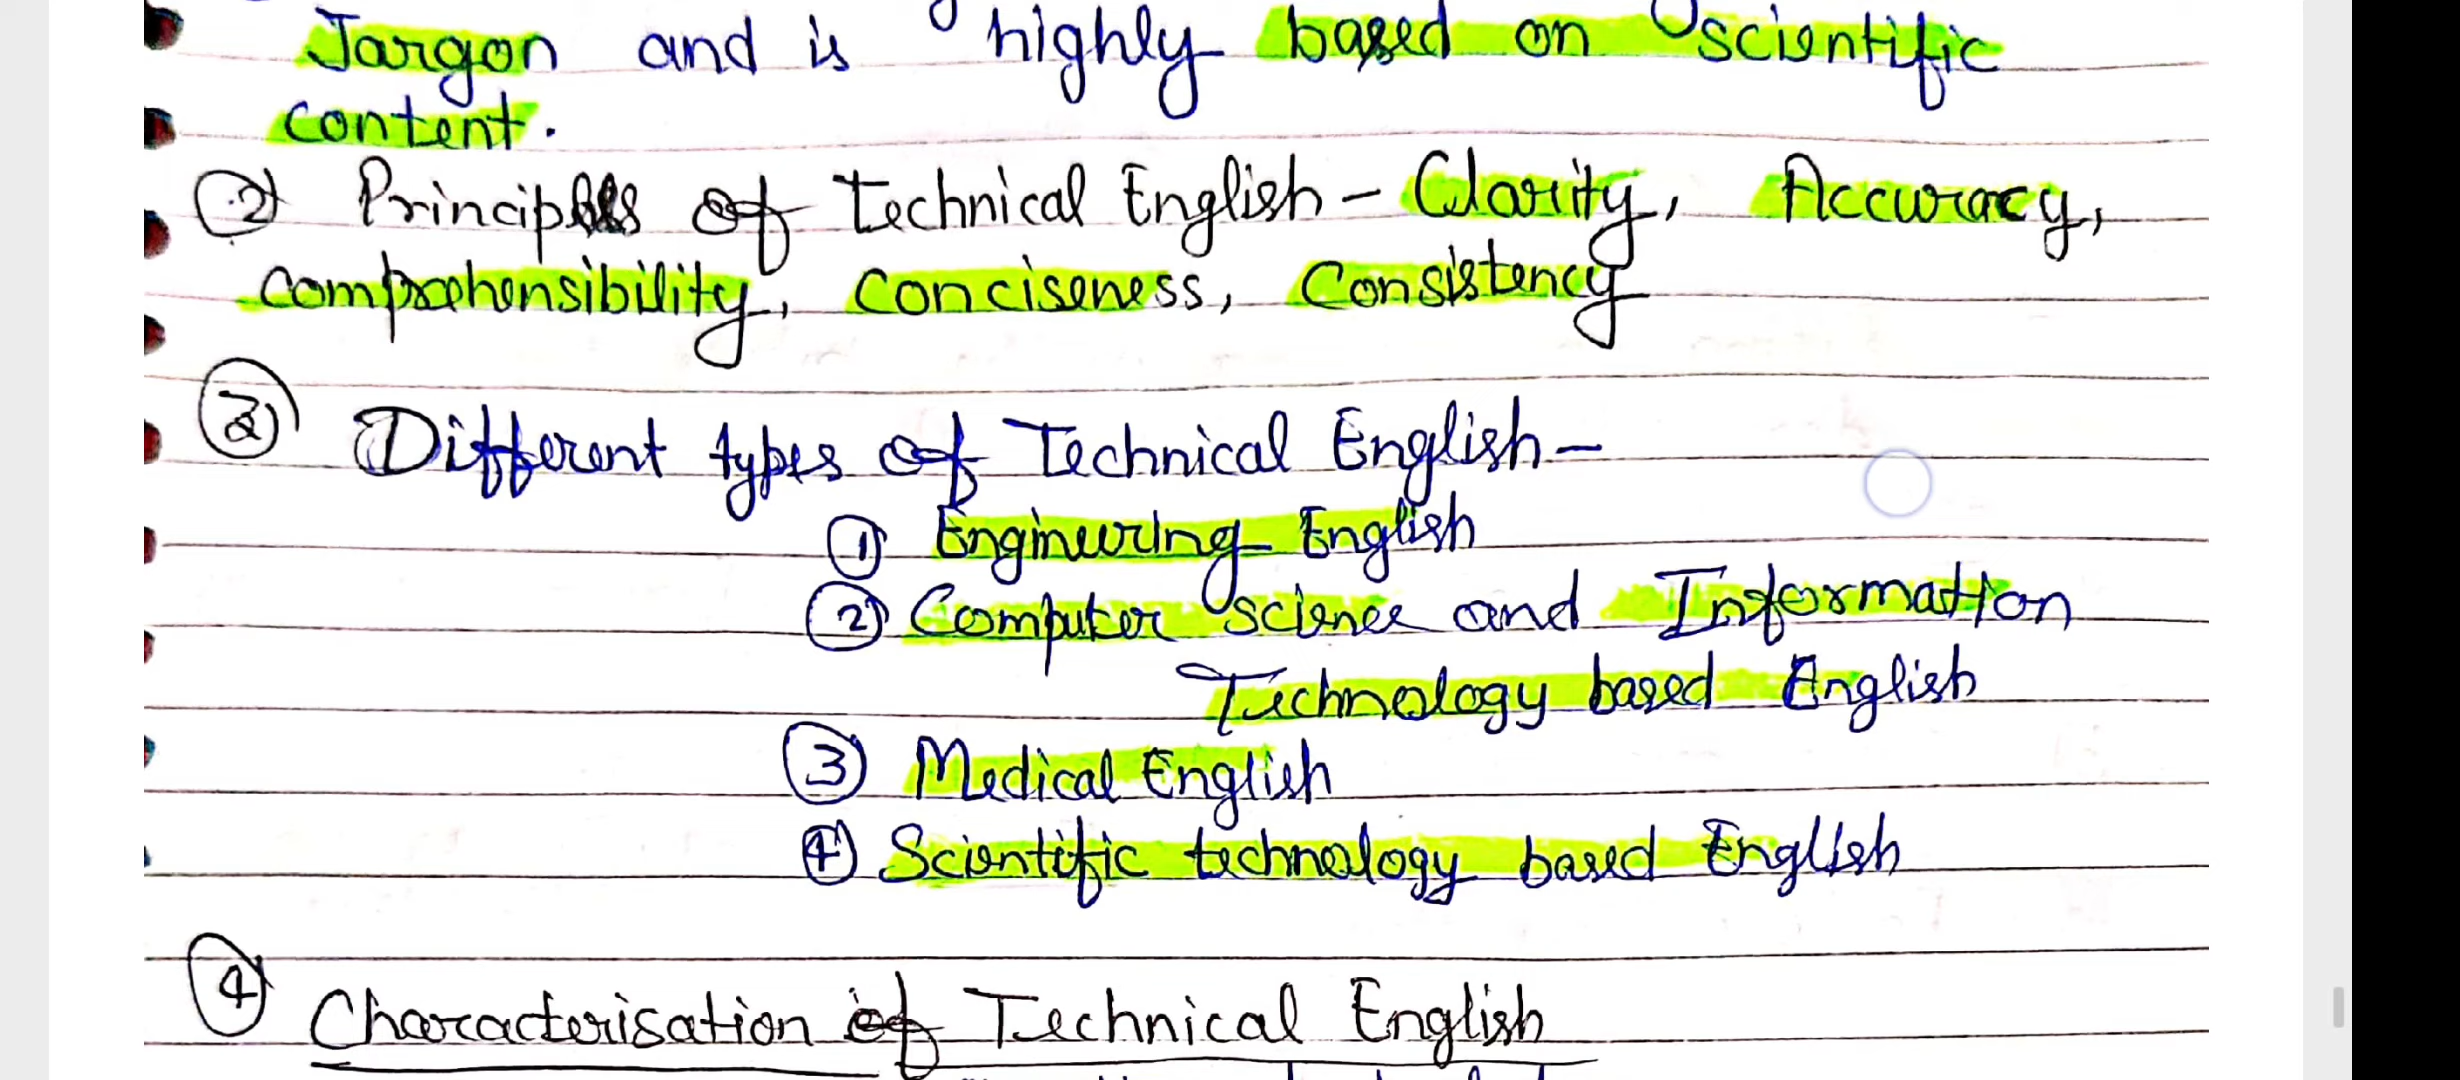 Jargon and is highly based on scientific
content.
② Principles of Technical English - Clarity, Accuracy,
comprehensibility, conciseness, Consistency
③ Different types of Technical English -
① Engineering English
② Computer science and Information
Technology based English
③ Medical English
④ Scientific technology based English
④ Characterisation of Technical English